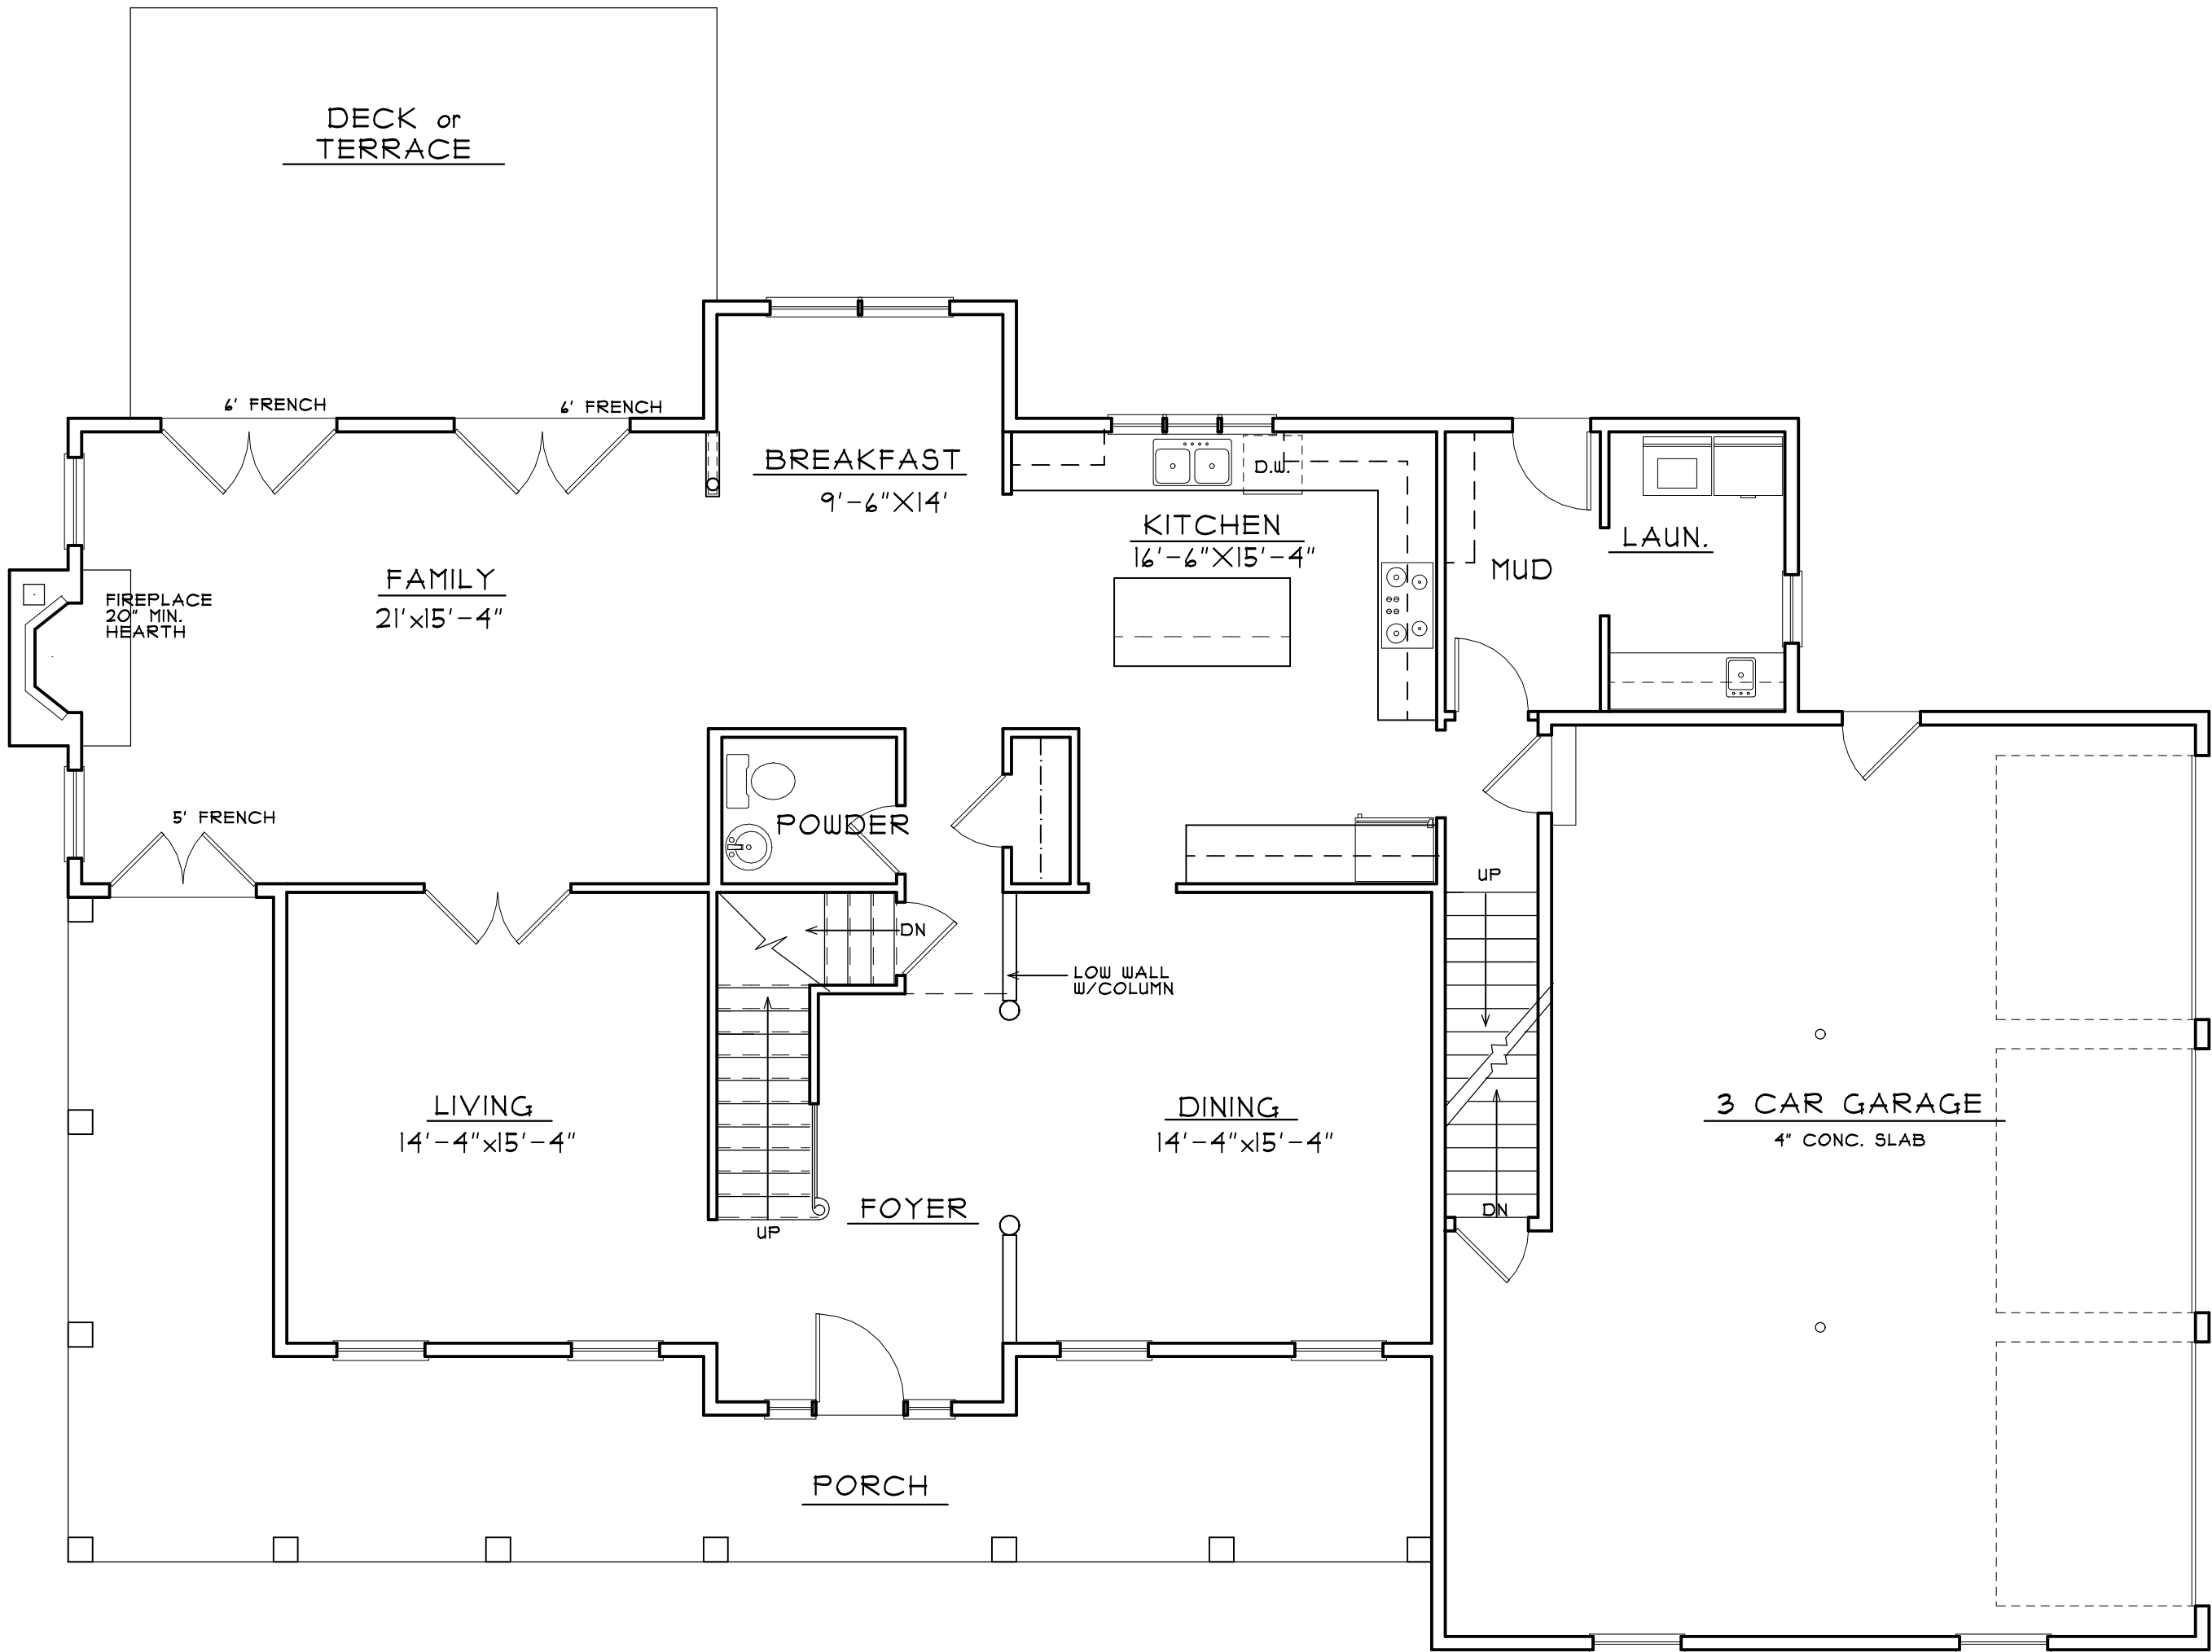 DECK or
TERRACE
6' FRENCH
6' FRENCH
BREAKFAST
9'-6"X14'
D.W.
KITCHEN
16'-6"X15'-4"
MUD
LAUN.
FAMILY
21'x15'-4"
FIREPLACE
20" MIN.
HEARTH
5' FRENCH
POWDER
UP
DN
LOW WALL
W/COLUMN
LIVING
14'-4"x15'-4"
DINING
14'-4"x15'-4"
3 CAR GARAGE
4" CONC. SLAB
FOYER
UP
DN
PORCH